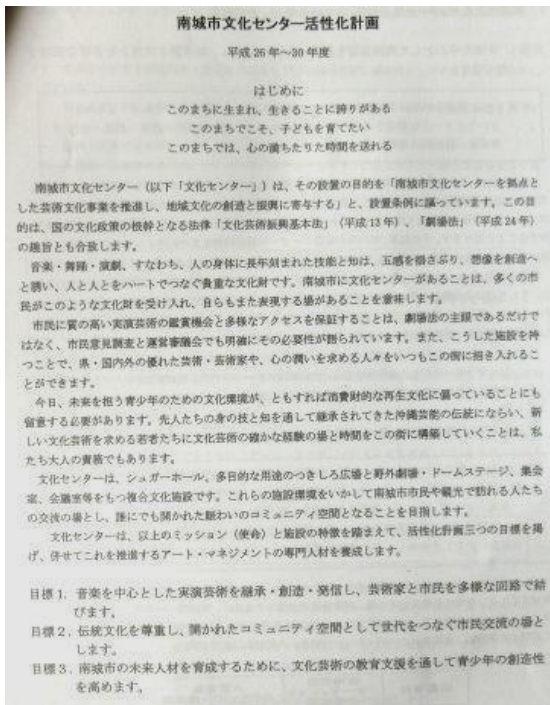 南城市文化センター活性化計画
平成26年～30年度
はじめに
このまちに生まれ、生きることに誇りがある
このまちでこそ、子どもを育てたい
このまちでは、心の満ちたりた時間を送れる
南城市文化センター（以下「文化センター」）は、その設置の目的を「南城市文化センターを拠点と
した芸術文化事業を推進し、地域文化の創造と振興に寄与する」と、設置条例に謳っています。この目
的は、国の文化政策の根幹となる法律「文化芸術振興基本法」（平成13年）、「劇場法」（平成24年）
の趣旨とも合致します。
音楽・舞踊・演劇、すなわち、人の身体に長年刻まれた技能と知は、五感を揺さぶり、想像を創造へ
と誘い、人と人とをハートでつなぐ貴重な文化財です。南城市に文化センターがあることは、多くの市
民がこのような文化財を受け入れ、自らもまた表現する場があることを意味します。
市民に質の高い実演芸術の鑑賞機会と多様なアクセスを保証することは、劇場法の主眼であるだけで
はなく、市民意見調査と運営審議会でも明確にその必要性が語られています。また、こうした施設を持
つことで、県・国内外の優れた芸術・芸術家や、心の潤いを求める人々をいつもこの街に招き入れるこ
とができます。
今日、未来を担う青少年のための文化環境が、ともすれば消費財的な再生文化に偏っていることにも
留意する必要があります。先人たちの身の技と知を通して継承されてきた沖縄芸能の伝統にならい、新
しい文化芸術を求める若者たちに文化芸術の確かな経験の場と時間をこの街に構築していくことは、私
たち大人の責務でもあります。
文化センターは、シュガーホール、多目的な用途のつきしろ広場と野外劇場・ドームステージ、集会
室、会議室等をもつ複合文化施設です。これらの施設環境をいかして南城市市民や観光で訪れる人たち
の交流の場とし、誰にでも開かれた賑わいのコミュニティ空間となることを目指します。
文化センターは、以上のミッション（使命）と施設の特徴を踏まえて、活性化計画三つの目標を掲
げ、併せてこれを推進するアート・マネジメントの専門人材を養成します。
目標1．音楽を中心とした実演芸術を継承・創造・発信し、芸術家と市民を多様な回路で結
びます。
目標2．伝統文化を尊重し、開かれたコミュニティ空間として世代をつなぐ市民交流の場と
します。
目標3．南城市の未来人材を育成するために、文化芸術の教育支援を通して青少年の創造性
を高めます。